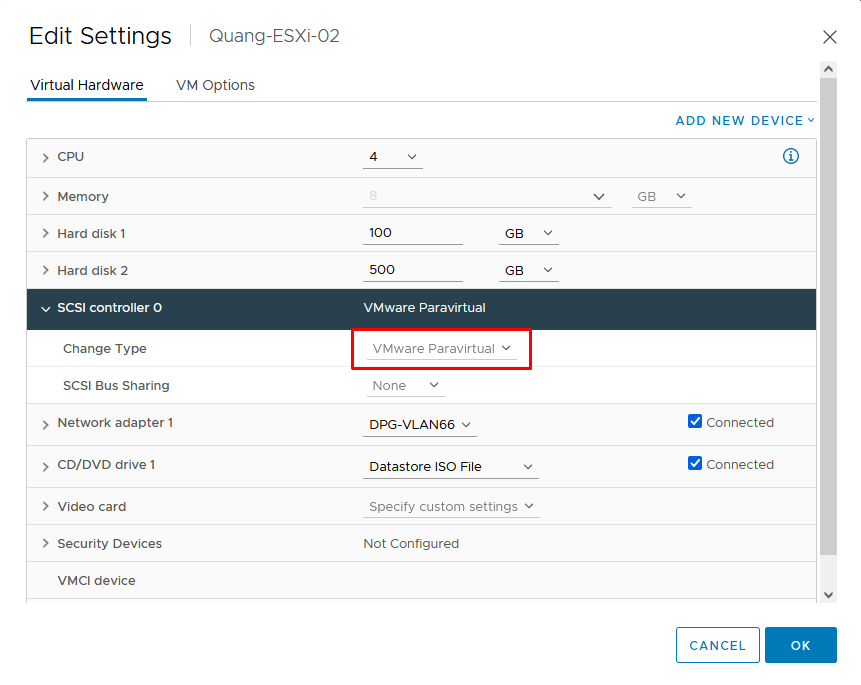 Edit Settings Quang-ESXi-02
Virtual Hardware VM Options
ADD NEW DEVICE
CPU 4
Memory 8 GB
Hard disk 1 100 GB
Hard disk 2 500 GB
SCSI controller 0 VMware Paravirtual
Change Type VMware Paravirtual
SCSI Bus Sharing None
Network adapter 1 DPG-VLAN66 Connected
CD/DVD drive 1 Datastore ISO File Connected
Video card Specify custom settings
Security Devices Not Configured
VMCI device
CANCEL OK